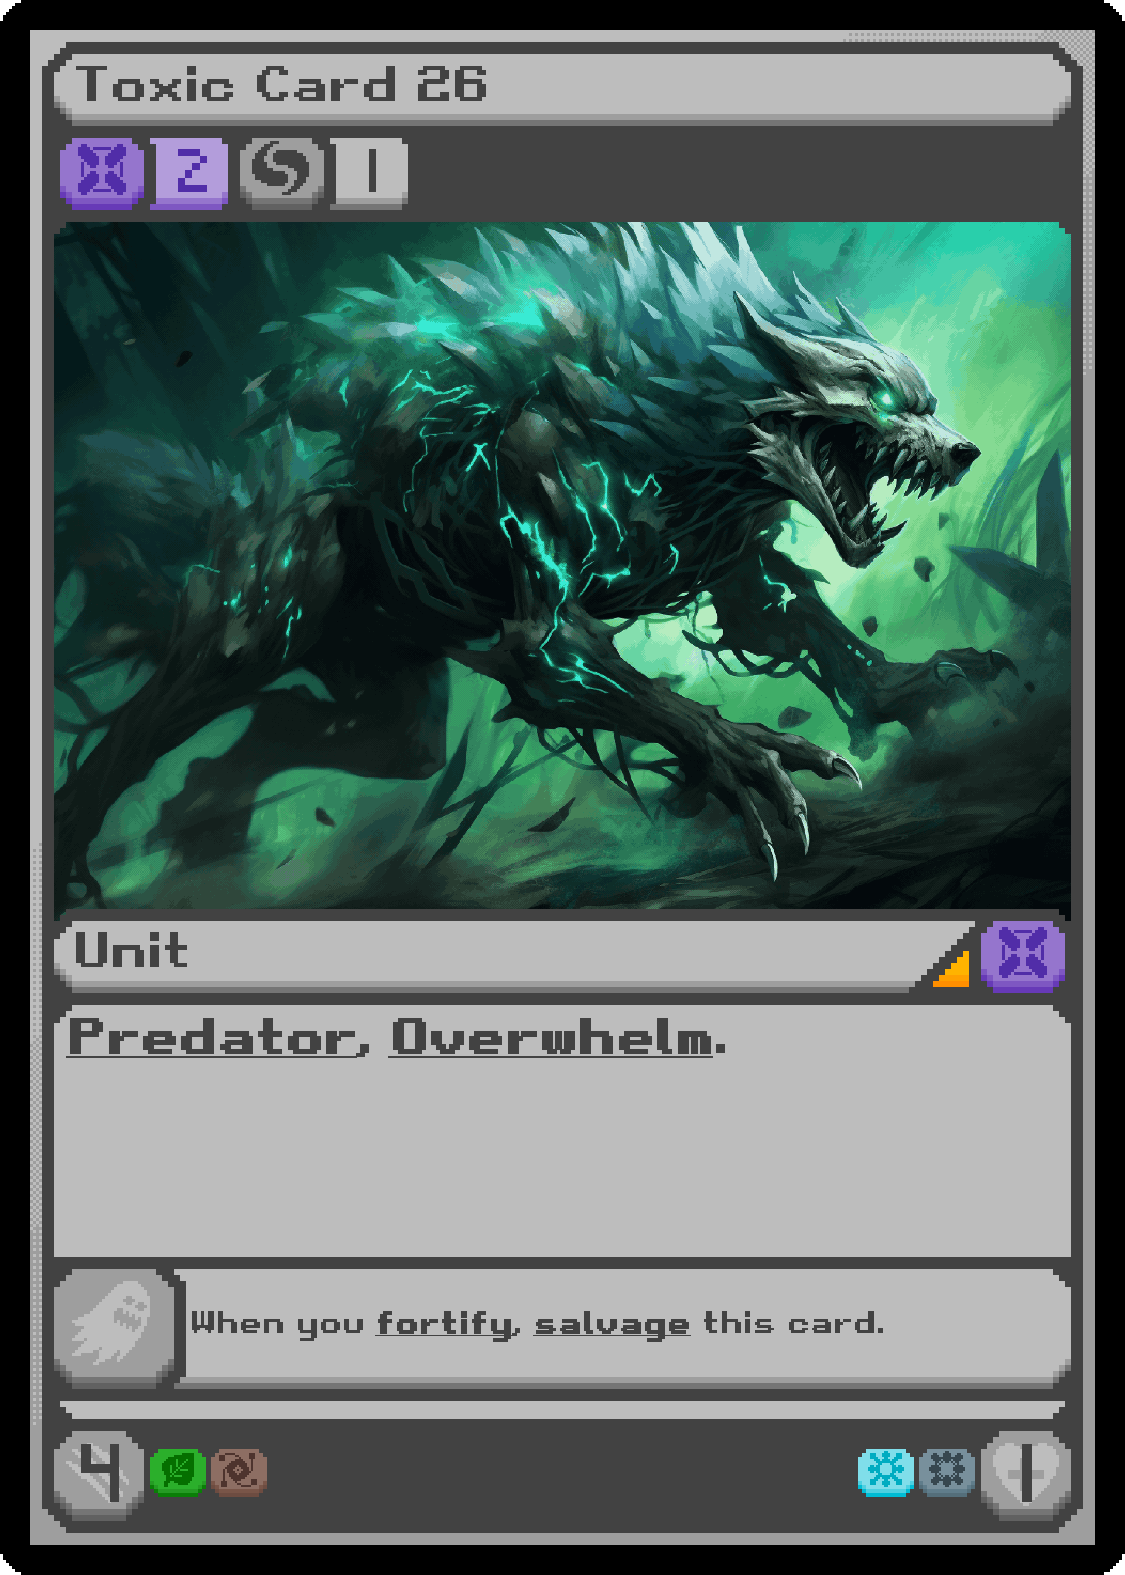 Toxic Card 26
2 1
Unit
Predator, Overwhelm.
When you fortify, salvage this card.
4 1